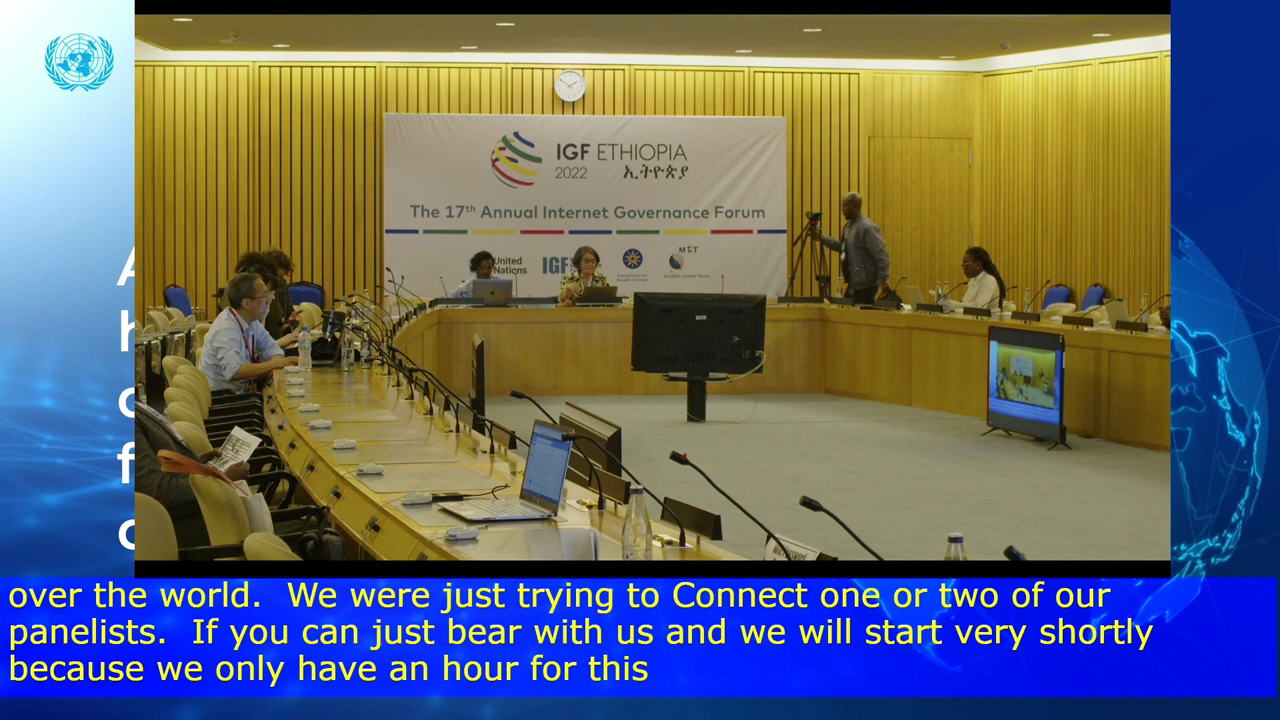 IGF ETHIOPIA
2022 ኢትዮጵያ
The 17th Annual Internet Governance Forum
United
Nations
IGF
over the world.  We were just trying to Connect one or two of our
panelists.  If you can just bear with us and we will start very shortly
because we only have an hour for this